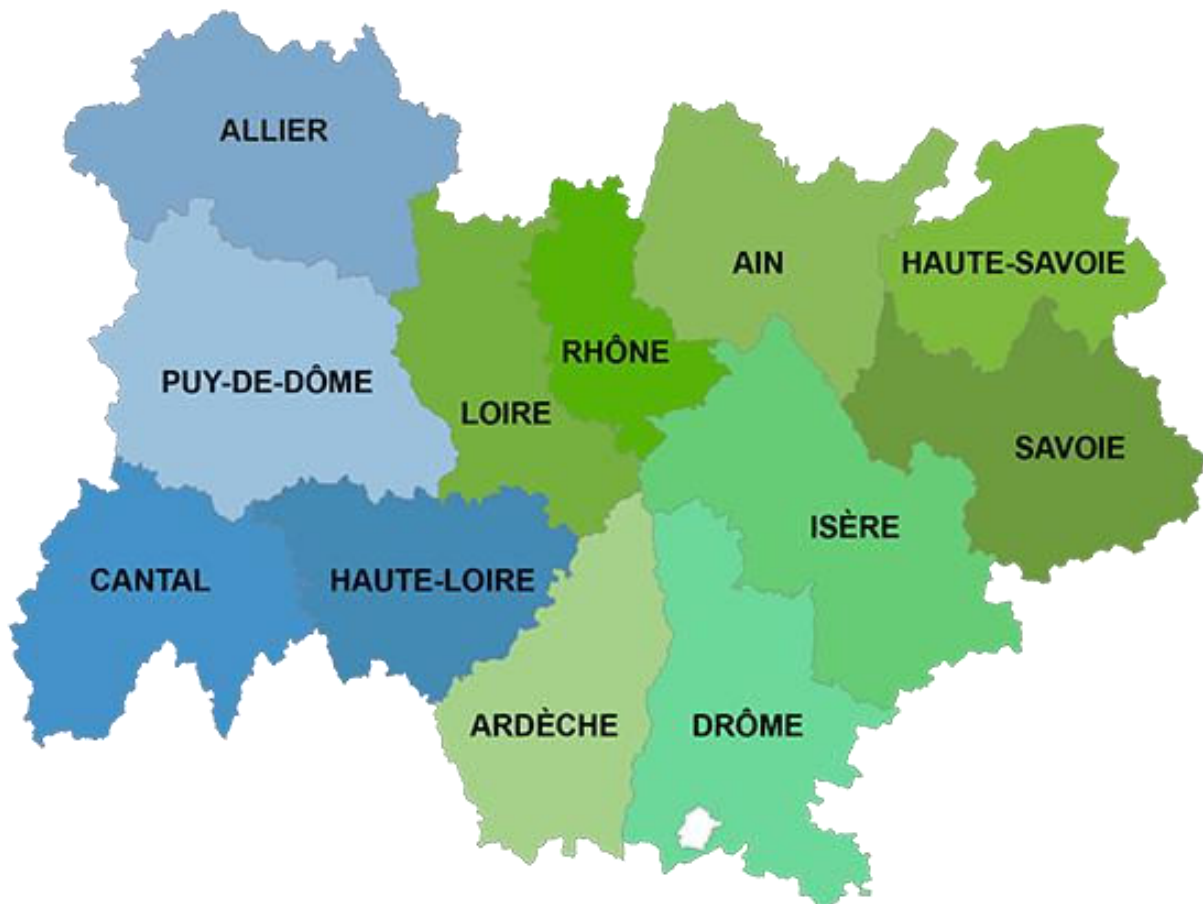 ALLIER
AIN
HAUTE-SAVOIE
RHÔNE
PUY-DE-DÔME
LOIRE
SAVOIE
ISÈRE
CANTAL
HAUTE-LOIRE
ARDÈCHE
DRÔME